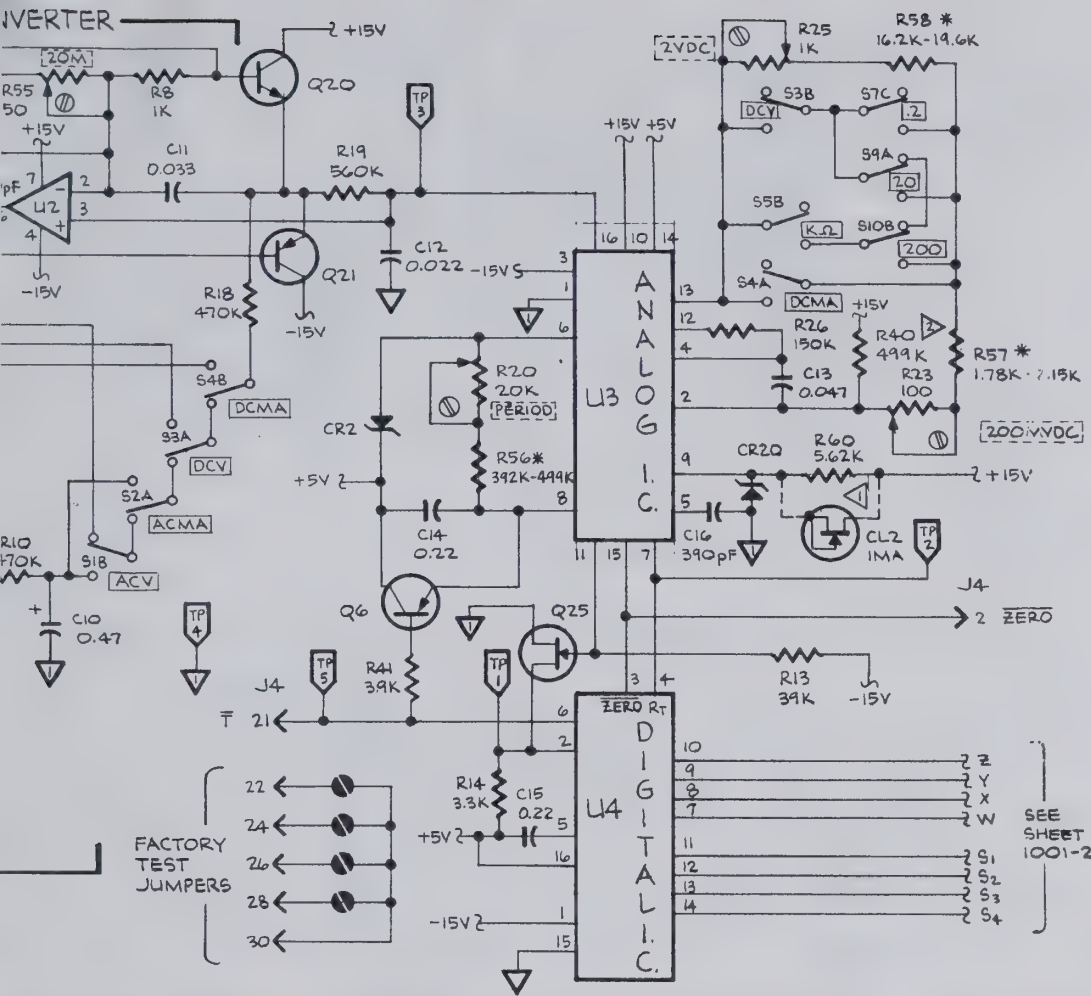 IVERTER
+15V
20M
R55
50
R8
1K
Q20
TP
3
2VDC
R25
1K
R58 *
16.2K-19.6K
S3B
DCV
S7C
.2
S9A
20
S5B
KΩ
S10B
200
S4A
DCMA
+15V
7
2
U2
3
4
-15V
pF
C11
0.033
R19
560K
+15V +5V
C12
0.022
Q21
-15V
R18
470K
S4B
DCMA
S3A
DCV
S2A
ACMA
S1B
ACV
R10
470K
+
C10
0.47
TP
4
1
-15V
3
1
6
8
16 10 14
13
12
4
2
9
5
11 15 7
U3
ANALOG I.C.
R20
20K
PERIOD
R56*
392K-499K
CR2
+5V
C14
0.22
R26
150K
C13
0.047
+15V
R40
499K
2
R23
100
R57 *
1.78K-2.15K
200MVDC
CR20
R60
5.62K
+15V
1
CL2
1MA
C16
390pF
TP
2
J4
2 ZERO
Q6
R41
39K
Q25
R13
39K
-15V
TP
5
TP
1
J4
T 21
3 4
ZERO RT
6
2
5
16
1
15
U4
DIGITAL I.C.
R14
3.3K
C15
0.22
+5V
-15V
10 Z
9 Y
8 X
7 W
11 S1
12 S2
13 S3
14 S4
SEE
SHEET
1001-2
FACTORY
TEST
JUMPERS
22
24
26
28
30